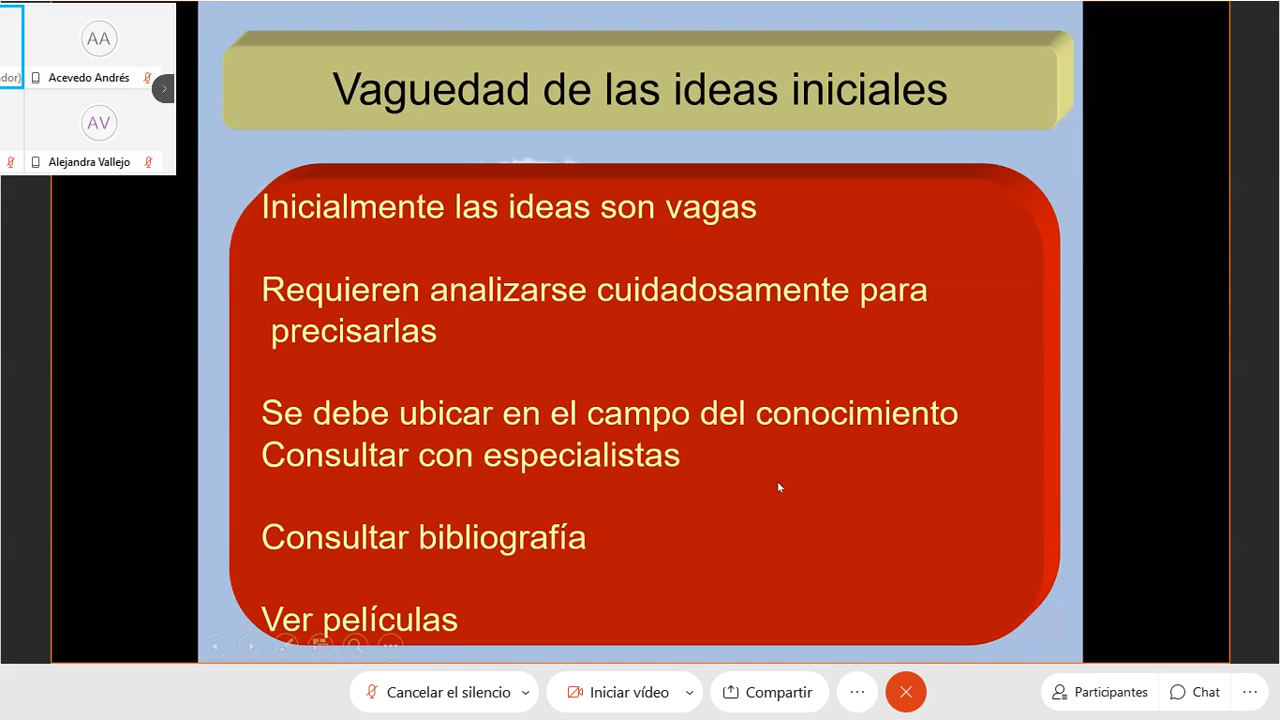 AA
dor)
Acevedo Andrés
AV
Alejandra Vallejo
Vaguedad de las ideas iniciales
Inicialmente las ideas son vagas
Requieren analizarse cuidadosamente para
precisarlas
Se debe ubicar en el campo del conocimiento
Consultar con especialistas
Consultar bibliografía
Ver películas
Cancelar el silencio
Iniciar vídeo
Compartir
Participantes
Chat